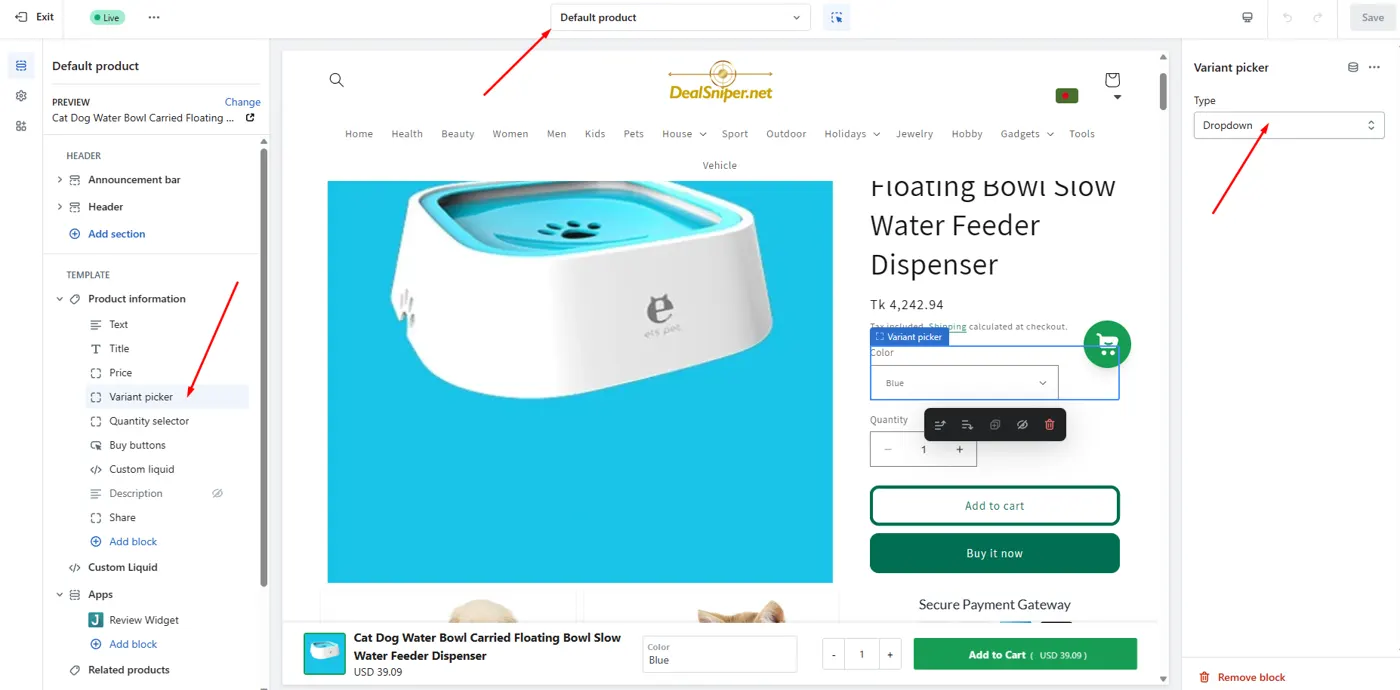 Exit
Live
Default product
Save
Default product
PREVIEW
Change
Cat Dog Water Bowl Carried Floating ...
HEADER
Announcement bar
Header
Add section
TEMPLATE
Product information
Text
Title
Price
Variant picker
Quantity selector
Buy buttons
Custom liquid
Description
Share
Add block
Custom Liquid
Apps
J
Review Widget
Add block
Related products
DealSniper.net
Home Health Beauty Women Men Kids Pets House Sport Outdoor Holidays Jewelry Hobby Gadgets Tools
Vehicle
Floating Bowl Slow
Water Feeder
Dispenser
Tk 4,242.94
Tax included. Shipping calculated at checkout.
Variant picker
Color
Blue
Quantity
− 1 +
Add to cart
Buy it now
Secure Payment Gateway
Cat Dog Water Bowl Carried Floating Bowl Slow
Water Feeder Dispenser
USD 39.09
Color
Blue
- 1 +
Add to Cart ( USD 39.09 )
Variant picker
Type
Dropdown
Remove block